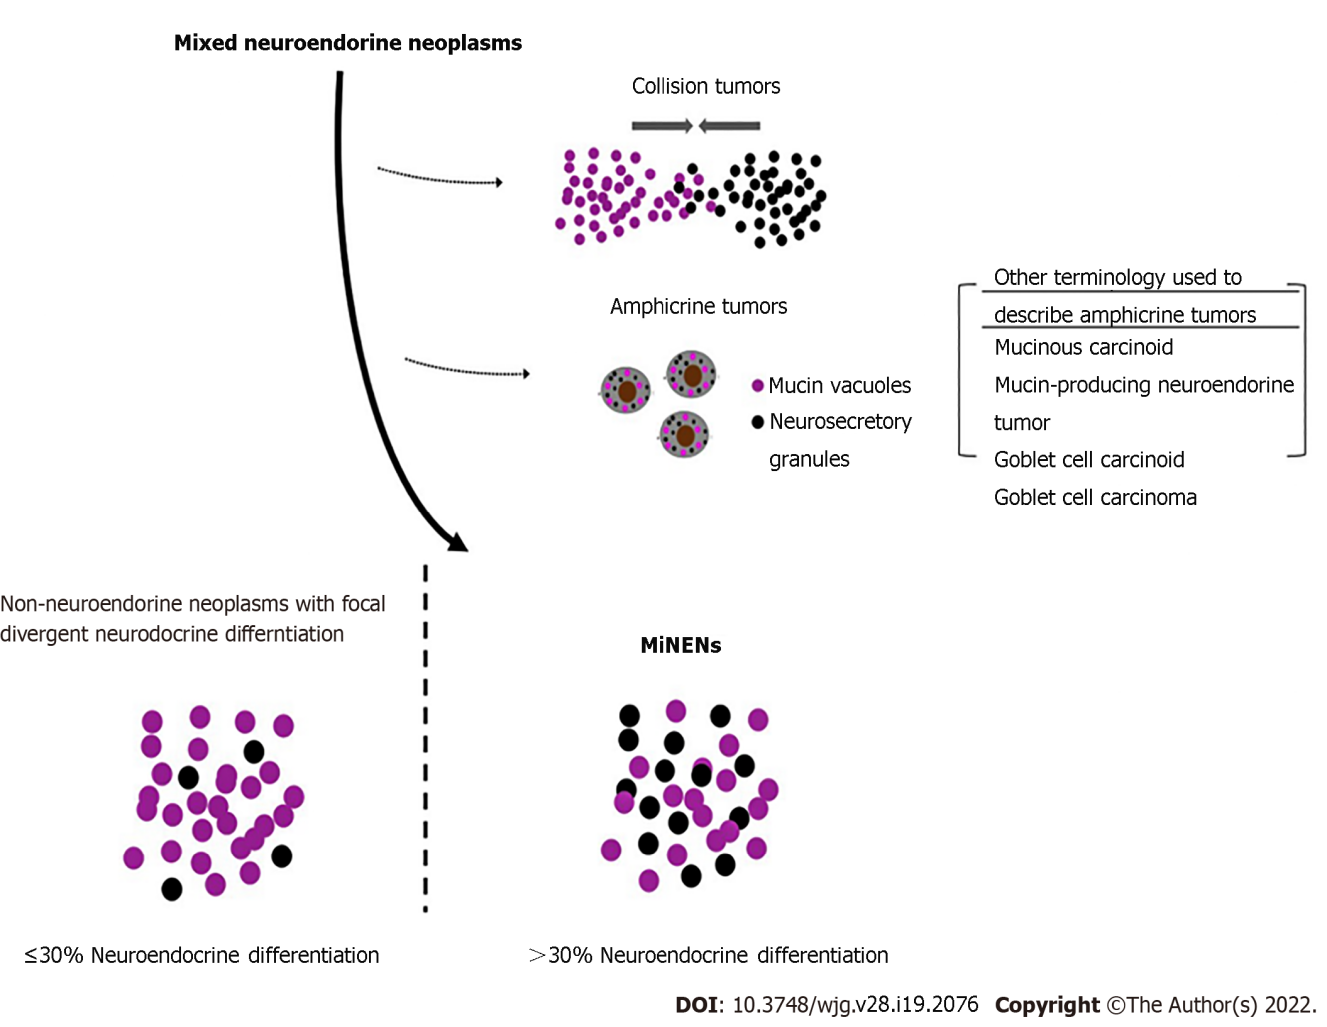 Mixed neuroendorine neoplasms
Collision tumors
Amphicrine tumors
Mucin vacuoles
Neurosecretory
granules
Other terminology used to
describe amphicrine tumors
Mucinous carcinoid
Mucin-producing neuroendorine
tumor
Goblet cell carcinoid
Goblet cell carcinoma
Non-neuroendorine neoplasms with focal
divergent neurodocrine differntiation
MiNENs
≤30% Neuroendocrine differentiation
>30% Neuroendocrine differentiation
DOI: 10.3748/wjg.v28.i19.2076 Copyright ©The Author(s) 2022.